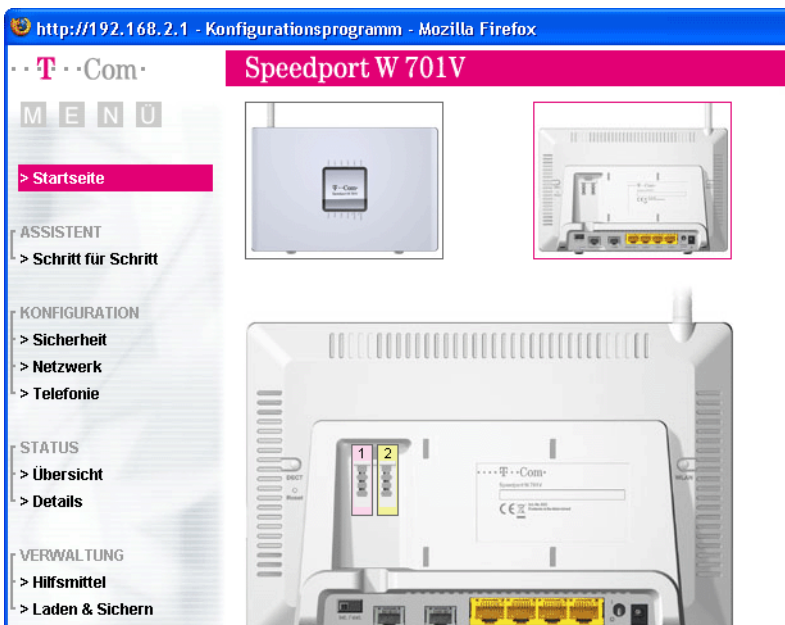 http://192.168.2.1 - Konfigurationsprogramm - Mozilla Firefox
··T··Com·
Speedport W 701V
MENÜ
> Startseite
ASSISTENT
> Schritt für Schritt
KONFIGURATION
> Sicherheit
> Netzwerk
> Telefonie
STATUS
> Übersicht
> Details
VERWALTUNG
> Hilfsmittel
> Laden & Sichern
1 2
DECT
Reset
WLAN
····T··Com·
Speedport W 701V
CE